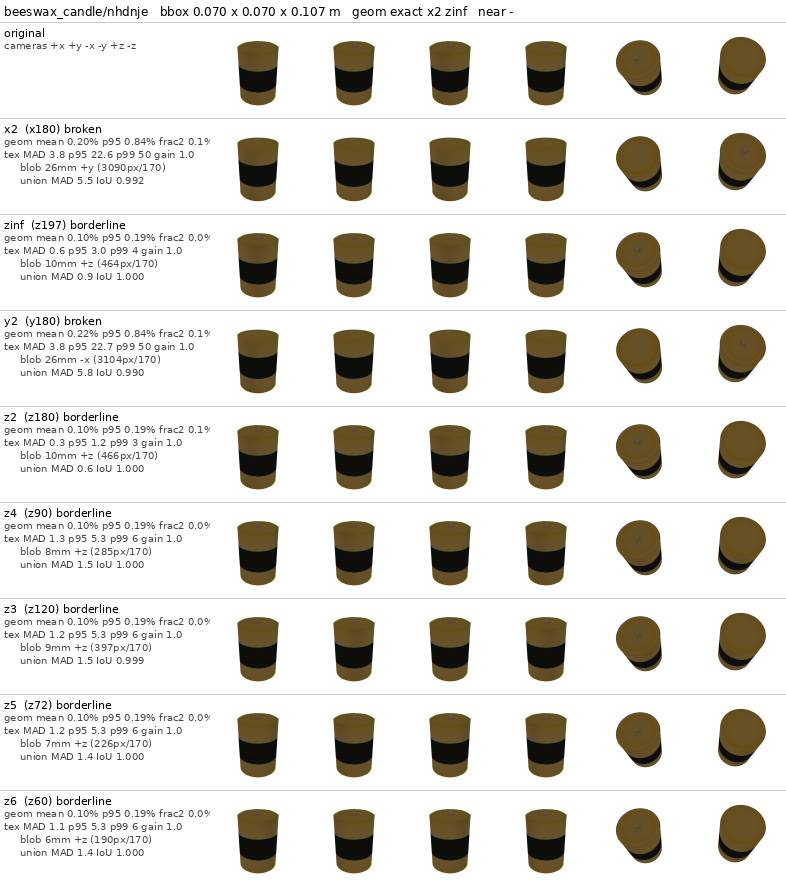 beeswax_candle/nhdnje bbox 0.070 x 0.070 x 0.107 m geom exact x2 zinf near -
original
cameras +x +y -x -y +z -z
x2 (x180) broken
geom mean 0.20% p95 0.84% frac2 0.1%
tex MAD 3.8 p95 22.6 p99 50 gain 1.0
blob 26mm +y (3090px/170)
union MAD 5.5 IoU 0.992
zinf (z197) borderline
geom mean 0.10% p95 0.19% frac2 0.0%
tex MAD 0.6 p95 3.0 p99 4 gain 1.0
blob 10mm +z (464px/170)
union MAD 0.9 IoU 1.000
y2 (y180) broken
geom mean 0.22% p95 0.84% frac2 0.1%
tex MAD 3.8 p95 22.7 p99 50 gain 1.0
blob 26mm -x (3104px/170)
union MAD 5.8 IoU 0.990
z2 (z180) borderline
geom mean 0.10% p95 0.19% frac2 0.1%
tex MAD 0.3 p95 1.2 p99 3 gain 1.0
blob 10mm +z (466px/170)
union MAD 0.6 IoU 1.000
z4 (z90) borderline
geom mean 0.10% p95 0.19% frac2 0.0%
tex MAD 1.3 p95 5.3 p99 6 gain 1.0
blob 8mm +z (285px/170)
union MAD 1.5 IoU 1.000
z3 (z120) borderline
geom mean 0.10% p95 0.19% frac2 0.0%
tex MAD 1.2 p95 5.3 p99 6 gain 1.0
blob 9mm +z (397px/170)
union MAD 1.5 IoU 0.999
z5 (z72) borderline
geom mean 0.10% p95 0.19% frac2 0.0%
tex MAD 1.2 p95 5.3 p99 6 gain 1.0
blob 7mm +z (226px/170)
union MAD 1.4 IoU 1.000
z6 (z60) borderline
geom mean 0.10% p95 0.19% frac2 0.0%
tex MAD 1.1 p95 5.3 p99 6 gain 1.0
blob 6mm +z (190px/170)
union MAD 1.4 IoU 1.000